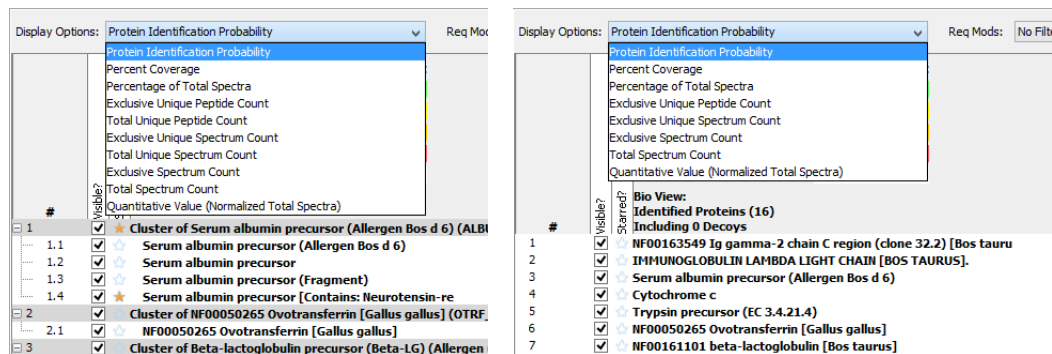 Display Options: Protein Identification Probability Req Mod
Protein Identification Probability
Percent Coverage
Percentage of Total Spectra
Exclusive Unique Peptide Count
Total Unique Peptide Count
Exclusive Unique Spectrum Count
Total Unique Spectrum Count
Exclusive Spectrum Count
Total Spectrum Count
Quantitative Value (Normalized Total Spectra)
# Visible?
1 Cluster of Serum albumin precursor (Allergen Bos d 6) (ALBU
1.1 Serum albumin precursor (Allergen Bos d 6)
1.2 Serum albumin precursor
1.3 Serum albumin precursor (Fragment)
1.4 Serum albumin precursor [Contains: Neurotensin-re
2 Cluster of NF00050265 Ovotransferrin [Gallus gallus] (OTRF_
2.1 NF00050265 Ovotransferrin [Gallus gallus]
3 Cluster of Beta-lactoglobulin precursor (Beta-LG) (Allergen
Display Options: Protein Identification Probability Req Mods: No Filte
Protein Identification Probability
Percent Coverage
Percentage of Total Spectra
Exclusive Unique Peptide Count
Exclusive Unique Spectrum Count
Exclusive Spectrum Count
Total Spectrum Count
Quantitative Value (Normalized Total Spectra)
# Visible? Starred?
Bio View:
Identified Proteins (16)
Including 0 Decoys
1 NF00163549 Ig gamma-2 chain C region (clone 32.2) [Bos tauru
2 IMMUNOGLOBULIN LAMBDA LIGHT CHAIN [BOS TAURUS].
3 Serum albumin precursor (Allergen Bos d 6)
4 Cytochrome c
5 Trypsin precursor (EC 3.4.21.4)
6 NF00050265 Ovotransferrin [Gallus gallus]
7 NF00161101 beta-lactoglobulin [Bos taurus]